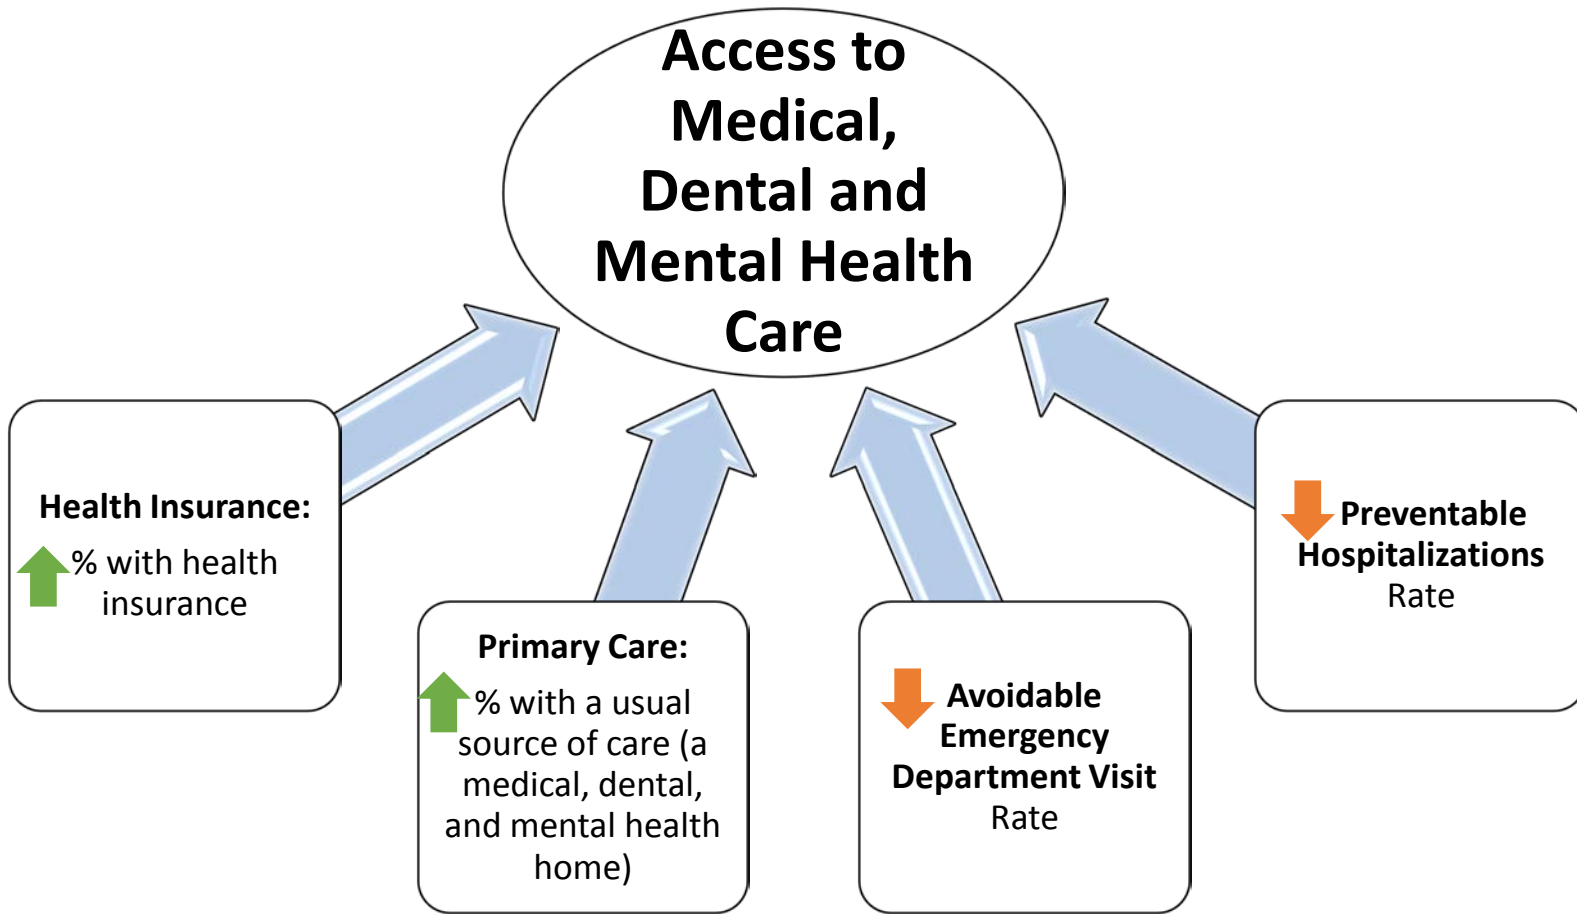 Access to
Medical,
Dental and
Mental Health
Care
Health Insurance:
% with health
insurance
Primary Care:
% with a usual
source of care (a
medical, dental,
and mental health
home)
Avoidable
Emergency
Department Visit
Rate
Preventable
Hospitalizations
Rate